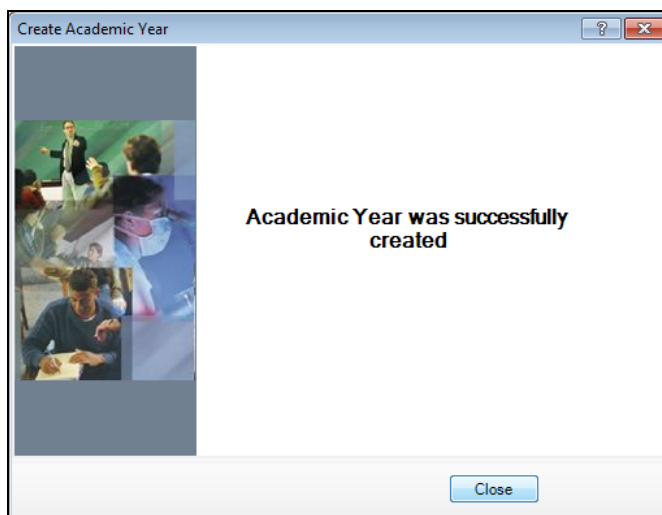 Create Academic Year
?
Academic Year was successfully
created
Close